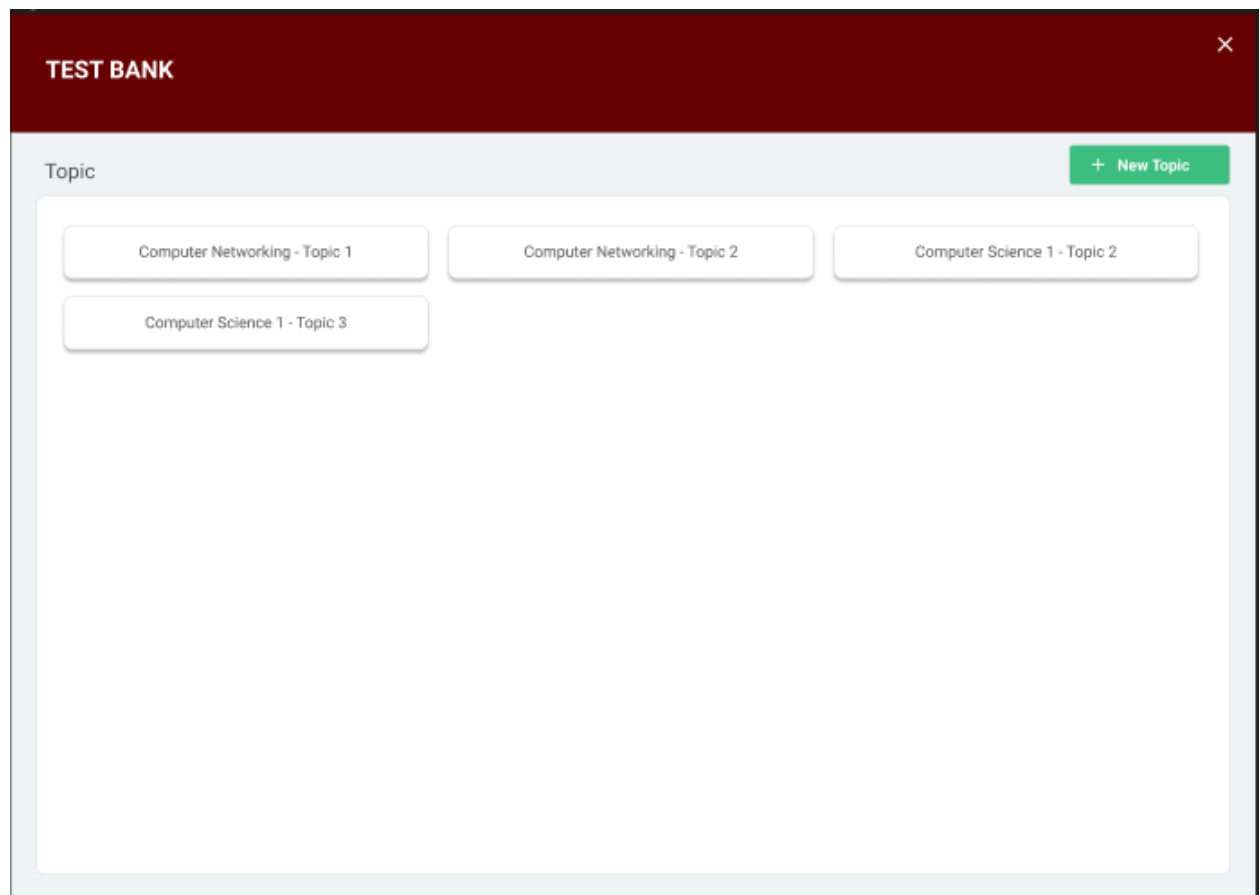 TEST BANK
Topic
+ New Topic
Computer Networking - Topic 1
Computer Networking - Topic 2
Computer Science 1 - Topic 2
Computer Science 1 - Topic 3